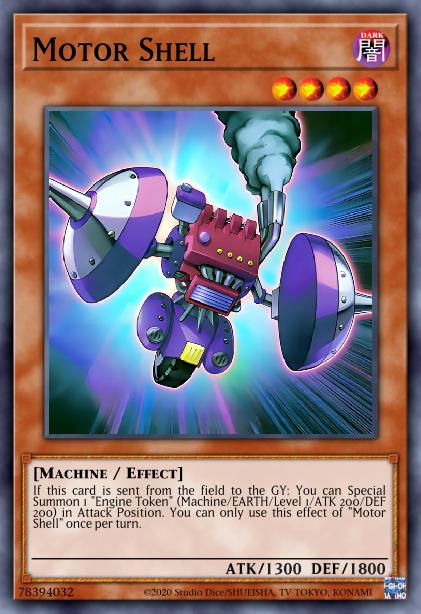 Motor Shell
DARK
闇
[Machine / Effect]
If this card is sent from the field to the GY: You can Special
Summon 1 "Engine Token" (Machine/EARTH/Level 1/ATK 200/DEF
200) in Attack Position. You can only use this effect of "Motor
Shell" once per turn.
ATK/1300 DEF/1800
78394032
©2020 Studio Dice/SHUEISHA, TV TOKYO, KONAMI